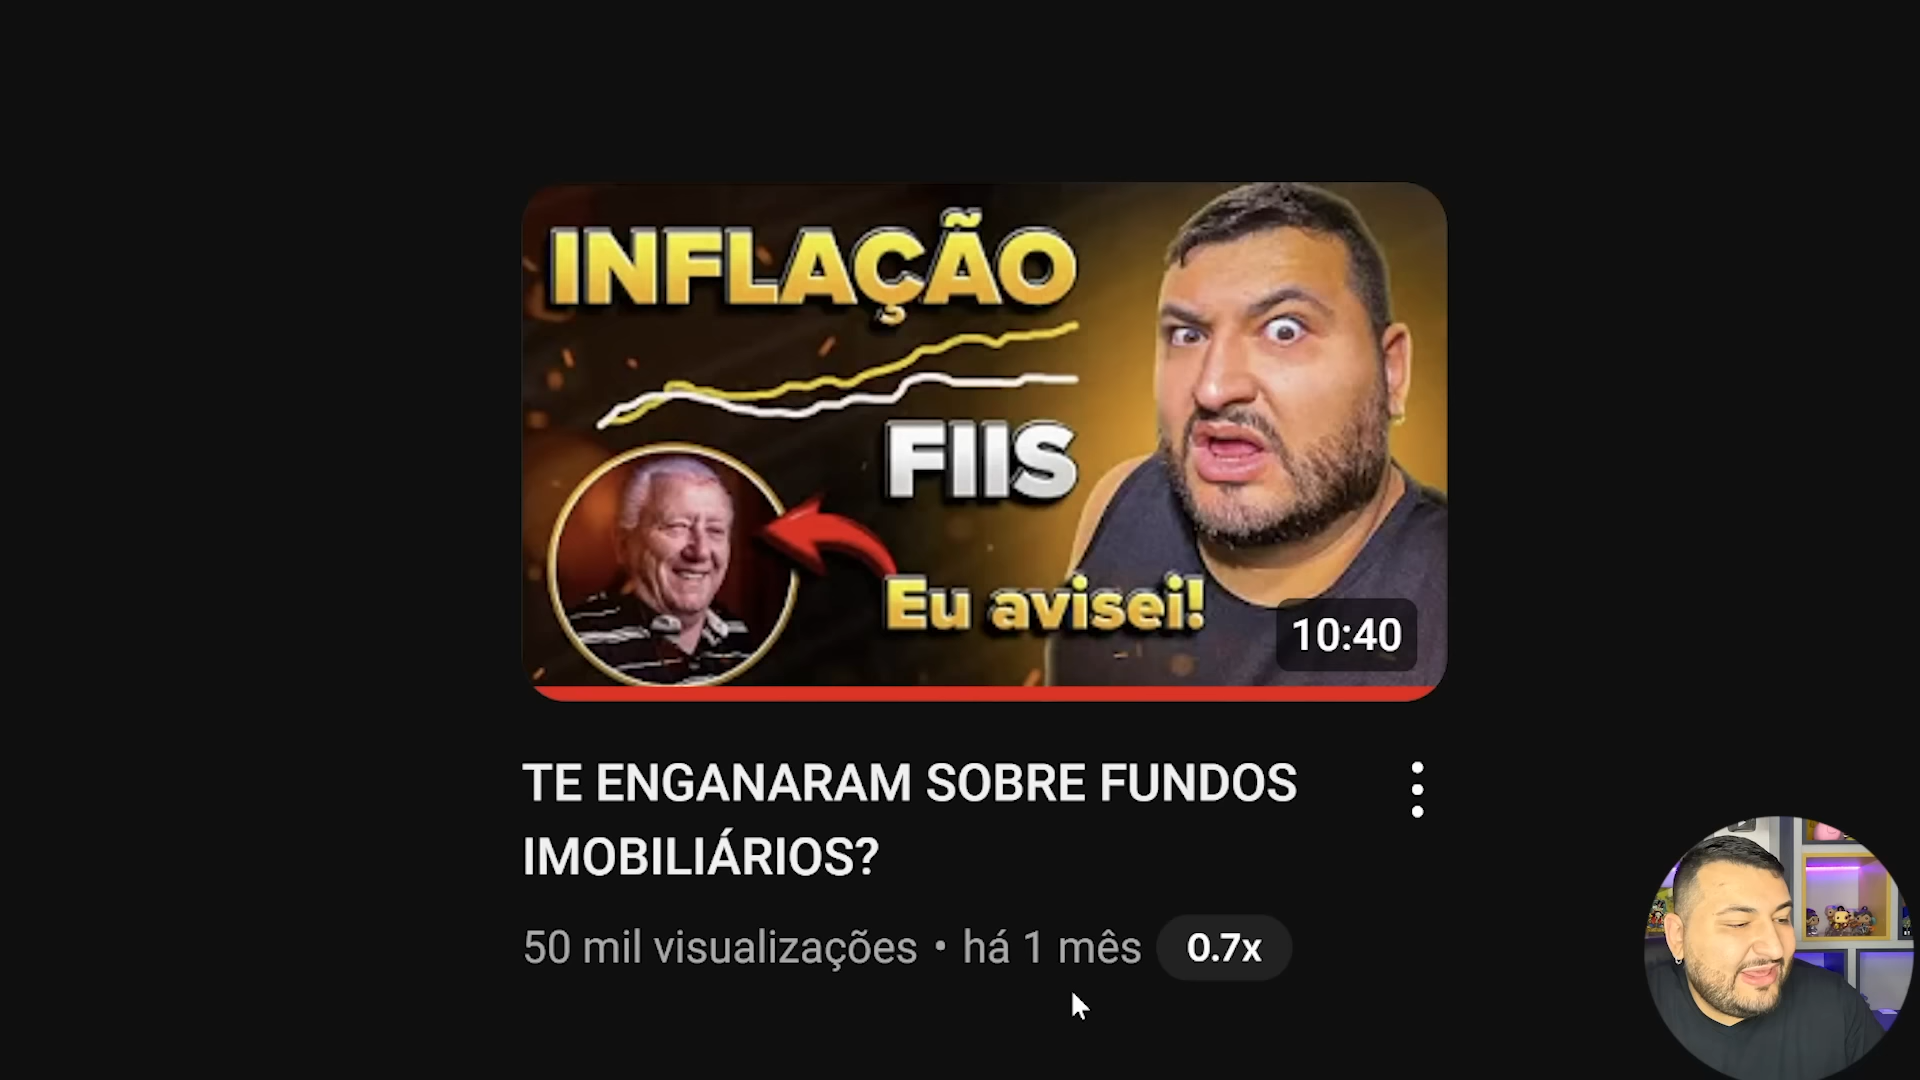 INFLAÇÃO
FIIS
Eu avisei!
10:40
TE ENGANARAM SOBRE FUNDOS
IMOBILIÁRIOS?
50 mil visualizações • há 1 mês 0.7x